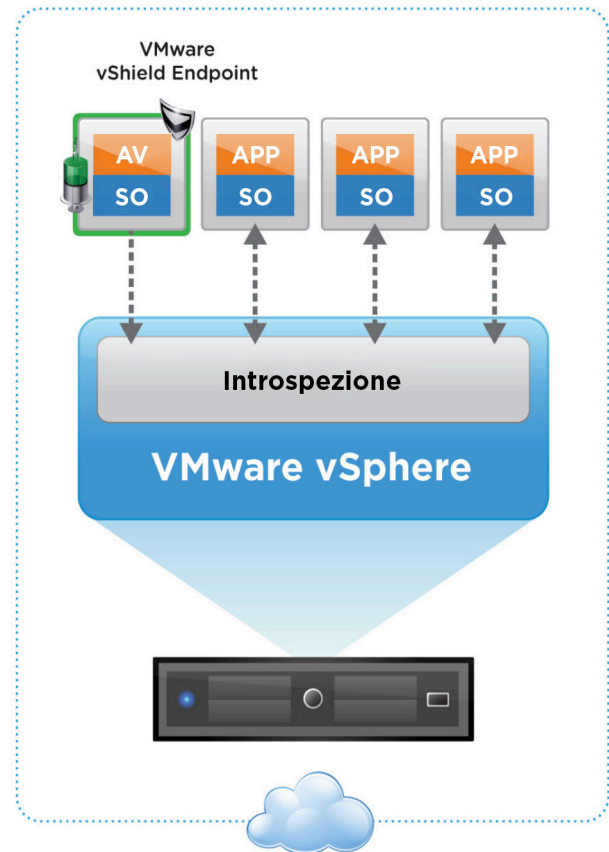 VMware
vShield Endpoint
AV APP APP APP
SO SO SO SO
Introspezione
VMware vSphere